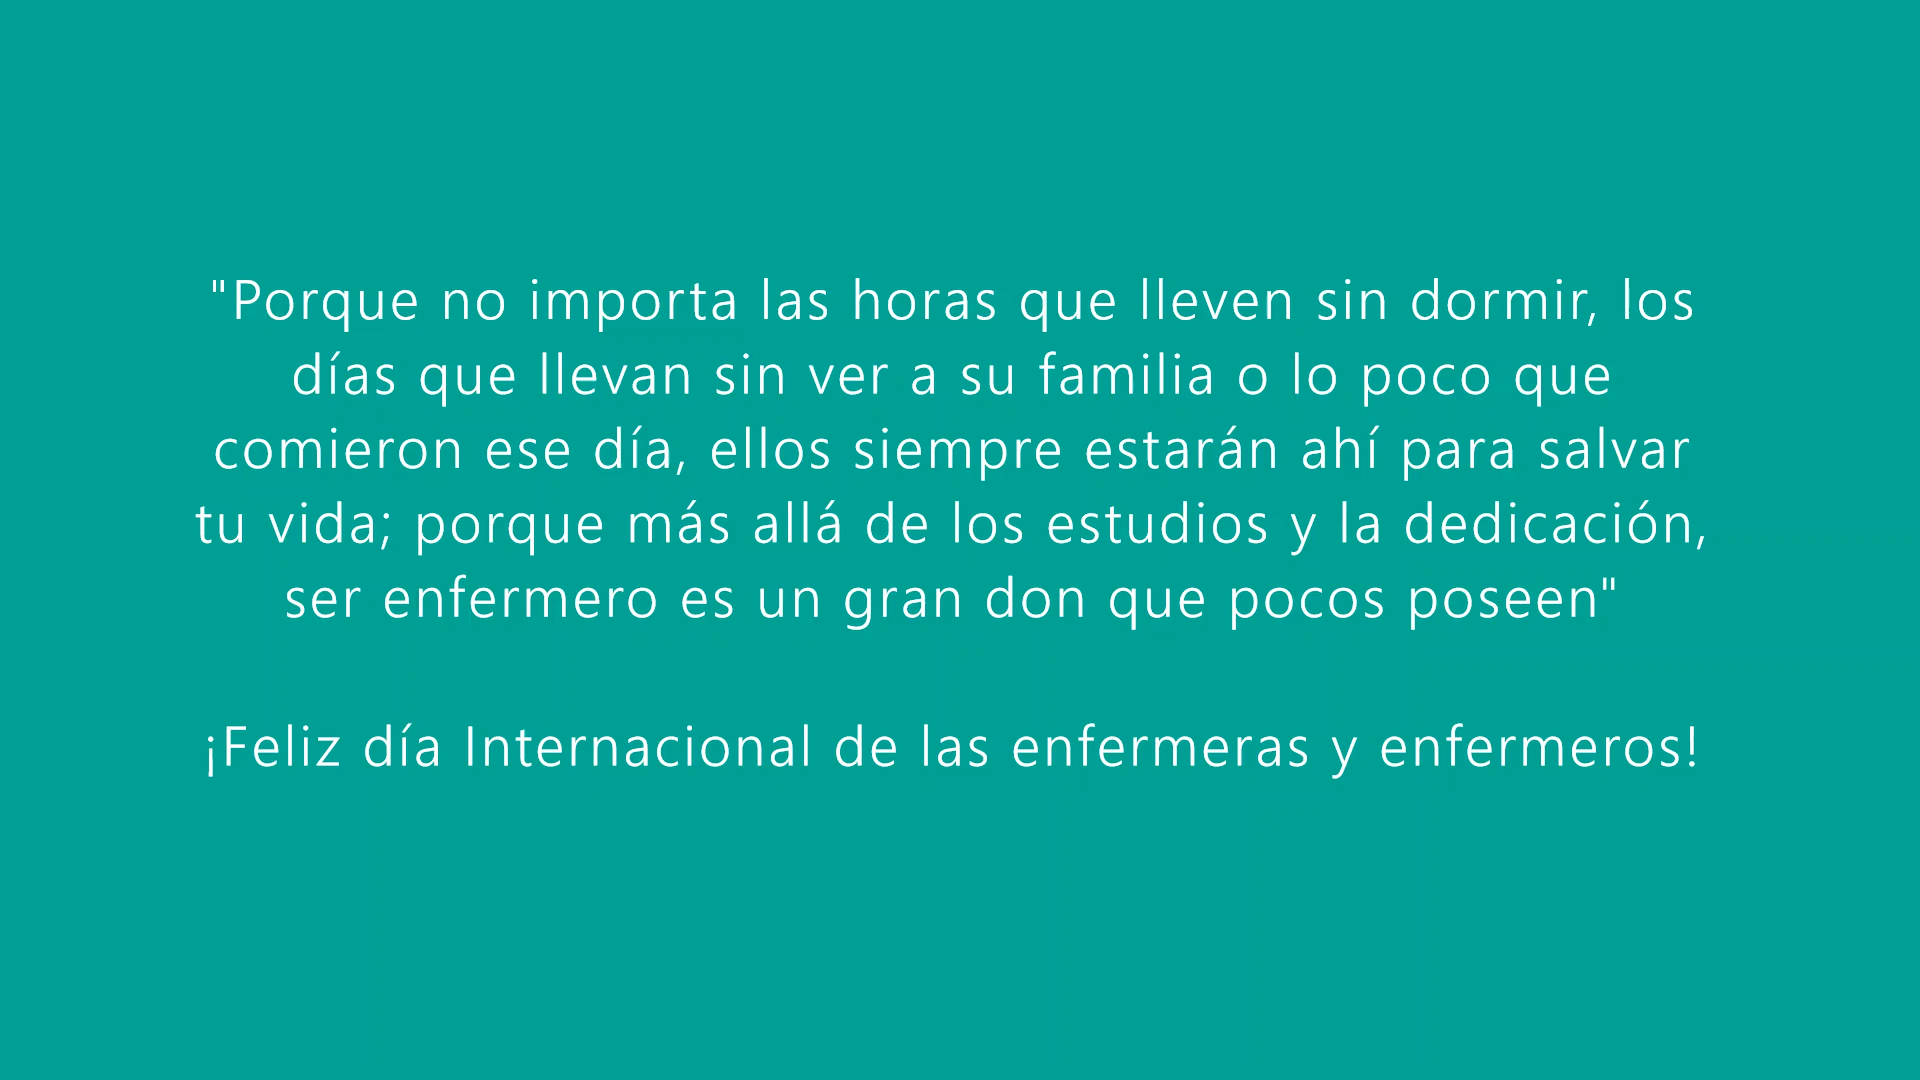 "Porque no importa las horas que lleven sin dormir, los
días que llevan sin ver a su familia o lo poco que
comieron ese día, ellos siempre estarán ahí para salvar
tu vida; porque más allá de los estudios y la dedicación,
ser enfermero es un gran don que pocos poseen"
¡Feliz día Internacional de las enfermeras y enfermeros!